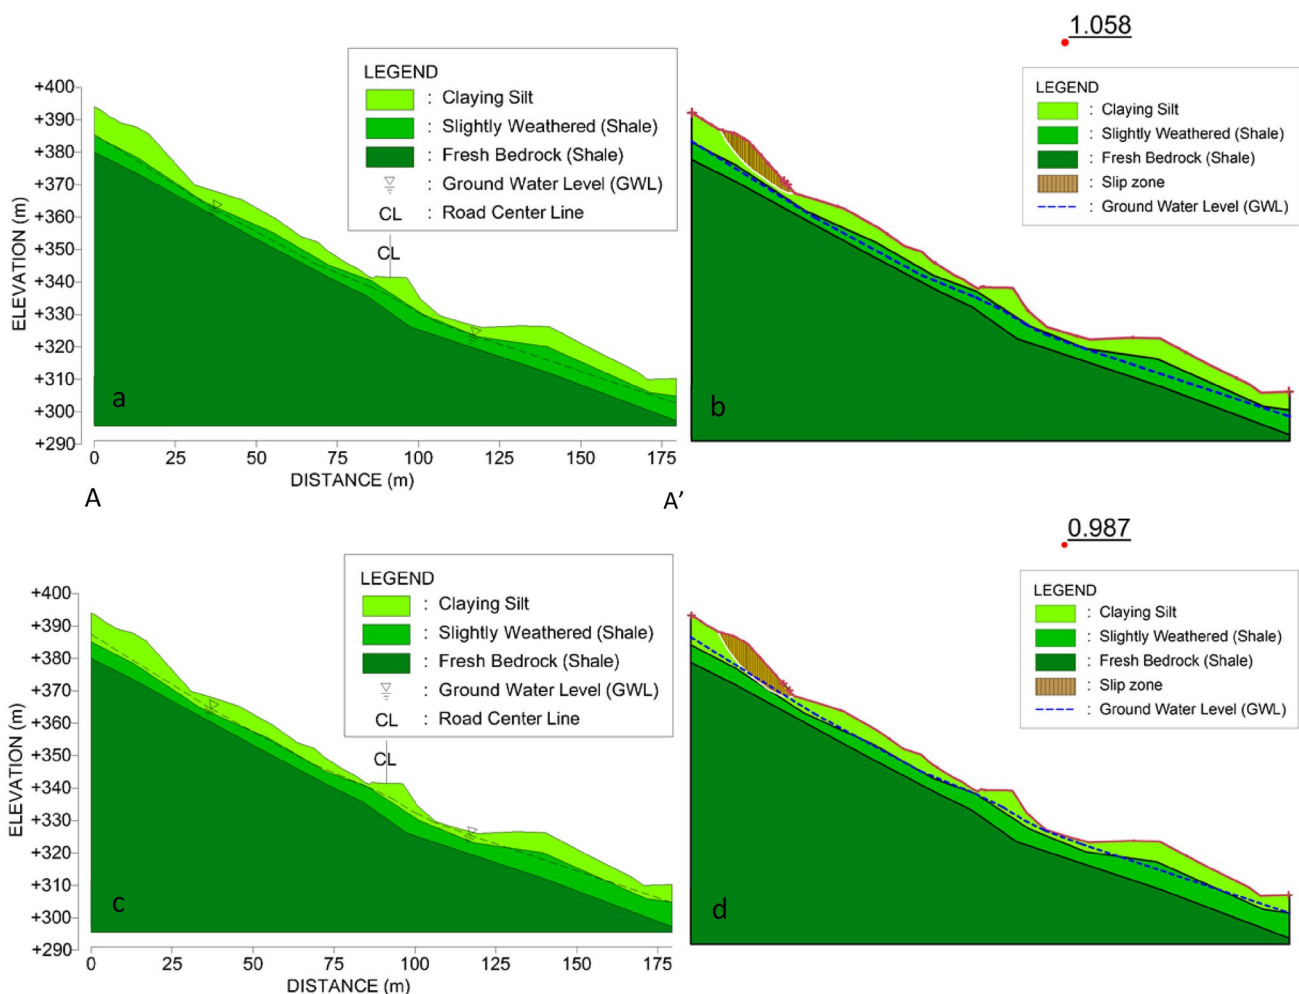 1.058
LEGEND
: Claying Silt
: Slightly Weathered (Shale)
: Fresh Bedrock (Shale)
: Ground Water Level (GWL)
CL : Road Center Line
CL
+400
+390
+380
+370
+360
+350
+340
+330
+320
+310
+300
+290
ELEVATION (m)
a
0 25 50 75 100 125 150 175
DISTANCE (m)
A A’
LEGEND
: Claying Silt
: Slightly Weathered (Shale)
: Fresh Bedrock (Shale)
: Slip zone
: Ground Water Level (GWL)
b
0.987
LEGEND
: Claying Silt
: Slightly Weathered (Shale)
: Fresh Bedrock (Shale)
: Ground Water Level (GWL)
CL : Road Center Line
CL
+400
+390
+380
+370
+360
+350
+340
+330
+320
+310
+300
+290
ELEVATION (m)
c
0 25 50 75 100 125 150 175
DISTANCE (m)
LEGEND
: Claying Silt
: Slightly Weathered (Shale)
: Fresh Bedrock (Shale)
: Slip zone
: Ground Water Level (GWL)
d